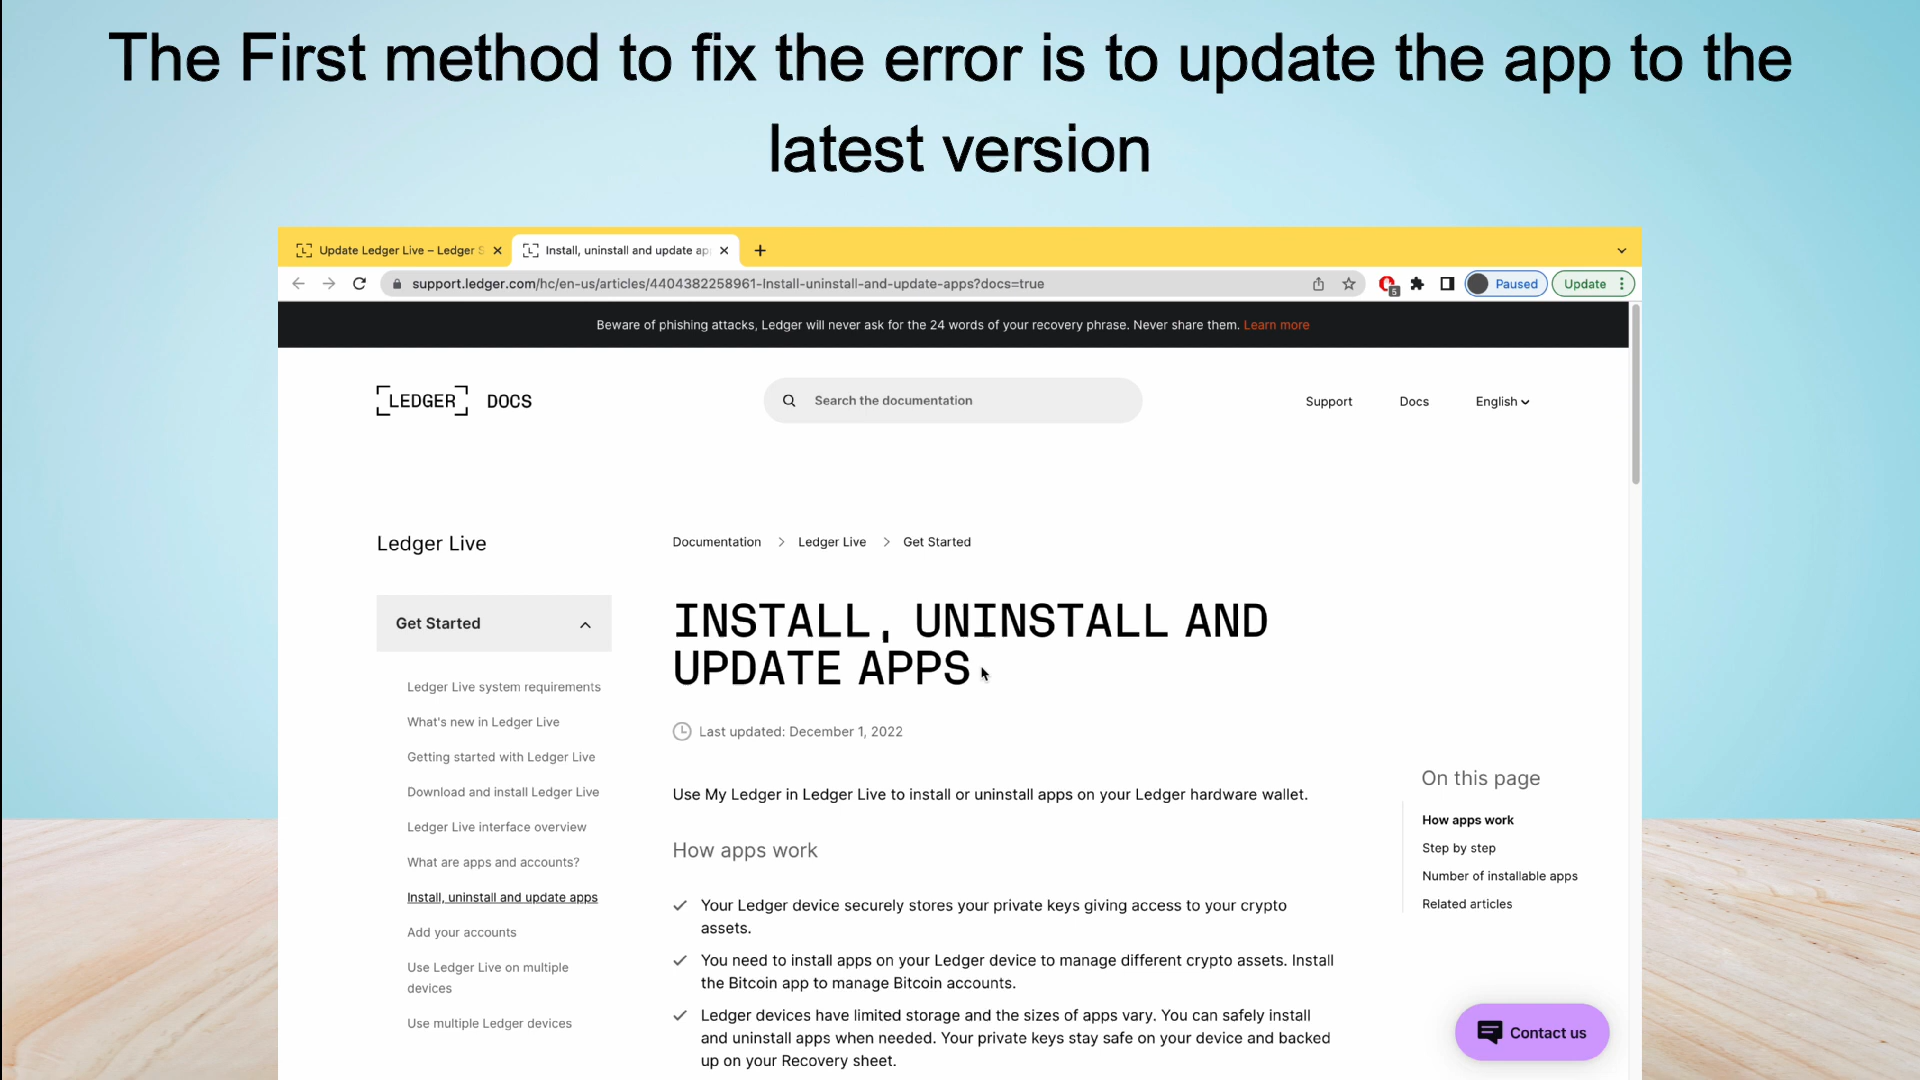 The First method to fix the error is to update the app to the
latest version
Update Ledger Live – Ledger S
Install, uninstall and update ap
support.ledger.com/hc/en-us/articles/4404382258961-Install-uninstall-and-update-apps?docs=true
5
Paused
Update
Beware of phishing attacks, Ledger will never ask for the 24 words of your recovery phrase. Never share them. Learn more
LEDGER DOCS
Search the documentation
Support
Docs
English
Ledger Live
Documentation > Ledger Live > Get Started
Get Started
Ledger Live system requirements
What's new in Ledger Live
Getting started with Ledger Live
Download and install Ledger Live
Ledger Live interface overview
What are apps and accounts?
Install, uninstall and update apps
Add your accounts
Use Ledger Live on multiple
devices
Use multiple Ledger devices
INSTALL, UNINSTALL AND
UPDATE APPS
Last updated: December 1, 2022
Use My Ledger in Ledger Live to install or uninstall apps on your Ledger hardware wallet.
How apps work
Your Ledger device securely stores your private keys giving access to your crypto
assets.
You need to install apps on your Ledger device to manage different crypto assets. Install
the Bitcoin app to manage Bitcoin accounts.
Ledger devices have limited storage and the sizes of apps vary. You can safely install
and uninstall apps when needed. Your private keys stay safe on your device and backed
up on your Recovery sheet.
On this page
How apps work
Step by step
Number of installable apps
Related articles
Contact us